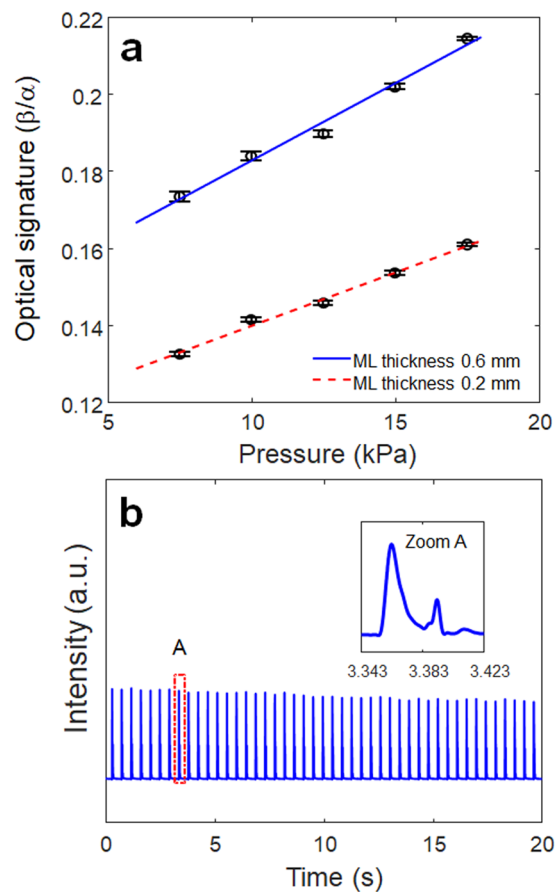 a
Optical signature (β/α)
0.22
0.2
0.18
0.16
0.14
0.12
ML thickness 0.6 mm
ML thickness 0.2 mm
5
10
15
20
Pressure (kPa)
b
Intensity (a.u.)
A
Zoom A
3.343
3.383
3.423
0
5
10
15
20
Time (s)